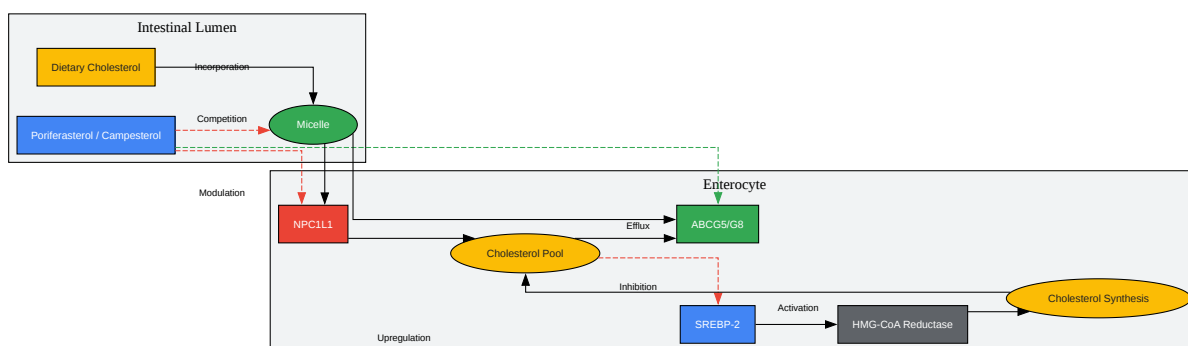 Intestinal Lumen
Dietary Cholesterol
Incorporation
Poriferasterol / Campesterol
Competition
Micelle
Modulation
Enterocyte
NPC1L1
ABCG5/G8
Efflux
Cholesterol Pool
Inhibition
Cholesterol Synthesis
SREBP-2
Activation
HMG-CoA Reductase
Upregulation